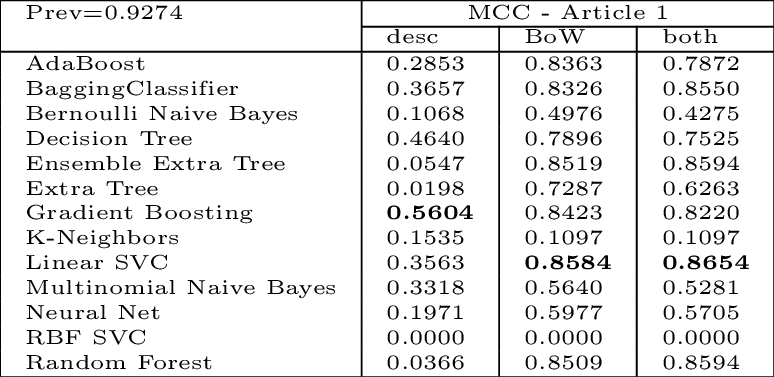 Prev=0.9274 MCC - Article 1
desc BoW both
AdaBoost 0.2853 0.8363 0.7872
BaggingClassifier 0.3657 0.8326 0.8550
Bernoulli Naive Bayes 0.1068 0.4976 0.4275
Decision Tree 0.4640 0.7896 0.7525
Ensemble Extra Tree 0.0547 0.8519 0.8594
Extra Tree 0.0198 0.7287 0.6263
Gradient Boosting 0.5604 0.8423 0.8220
K-Neighbors 0.1535 0.1097 0.1097
Linear SVC 0.3563 0.8584 0.8654
Multinomial Naive Bayes 0.3318 0.5640 0.5281
Neural Net 0.1971 0.5977 0.5705
RBF SVC 0.0000 0.0000 0.0000
Random Forest 0.0366 0.8509 0.8594